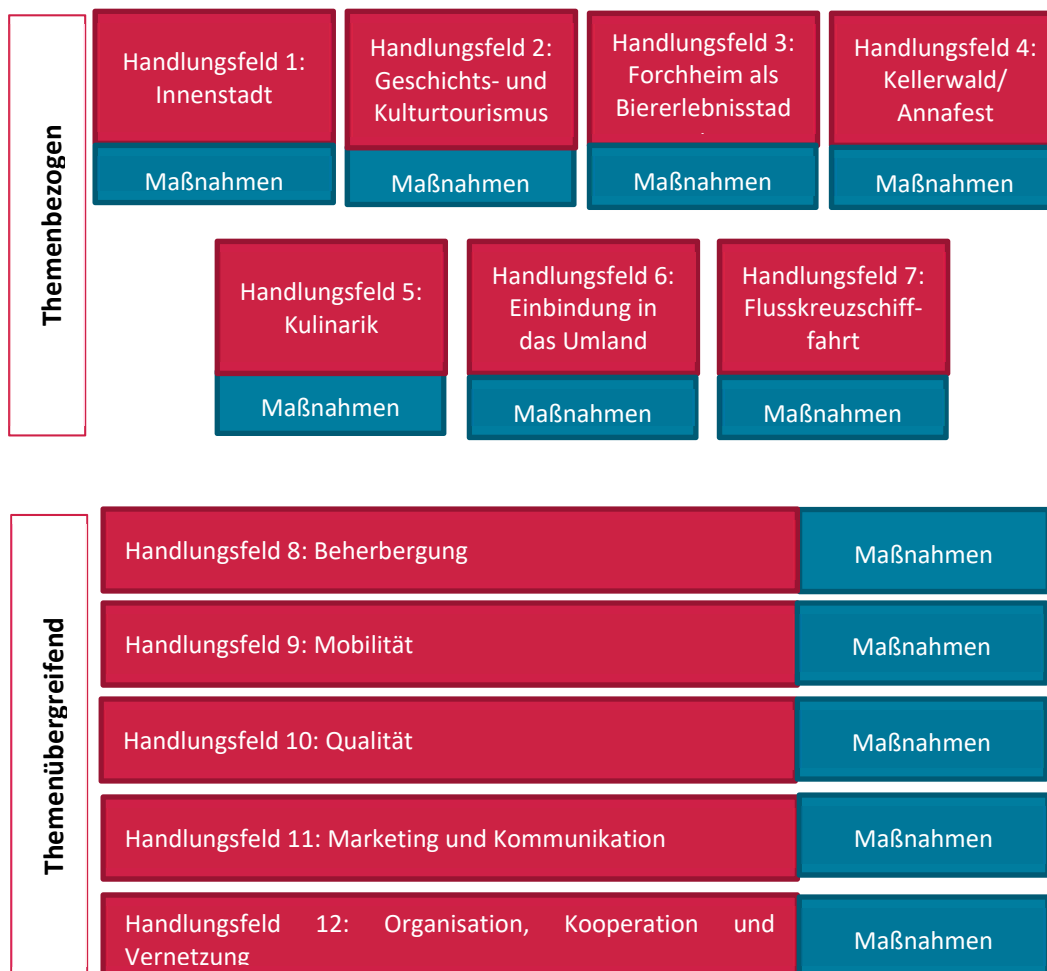 Themenbezogen
Handlungsfeld 1:
Innenstadt
Maßnahmen
Handlungsfeld 2:
Geschichts- und
Kulturtourismus
Maßnahmen
Handlungsfeld 3:
Forchheim als
Biererlebnisstad
Maßnahmen
Handlungsfeld 4:
Kellerwald/
Annafest
Maßnahmen
Handlungsfeld 5:
Kulinarik
Maßnahmen
Handlungsfeld 6:
Einbindung in
das Umland
Maßnahmen
Handlungsfeld 7:
Flusskreuzschiff-
fahrt
Maßnahmen
Themenübergreifend
Handlungsfeld 8: Beherbergung
Maßnahmen
Handlungsfeld 9: Mobilität
Maßnahmen
Handlungsfeld 10: Qualität
Maßnahmen
Handlungsfeld 11: Marketing und Kommunikation
Maßnahmen
Handlungsfeld 12: Organisation, Kooperation und
Vernetzung
Maßnahmen